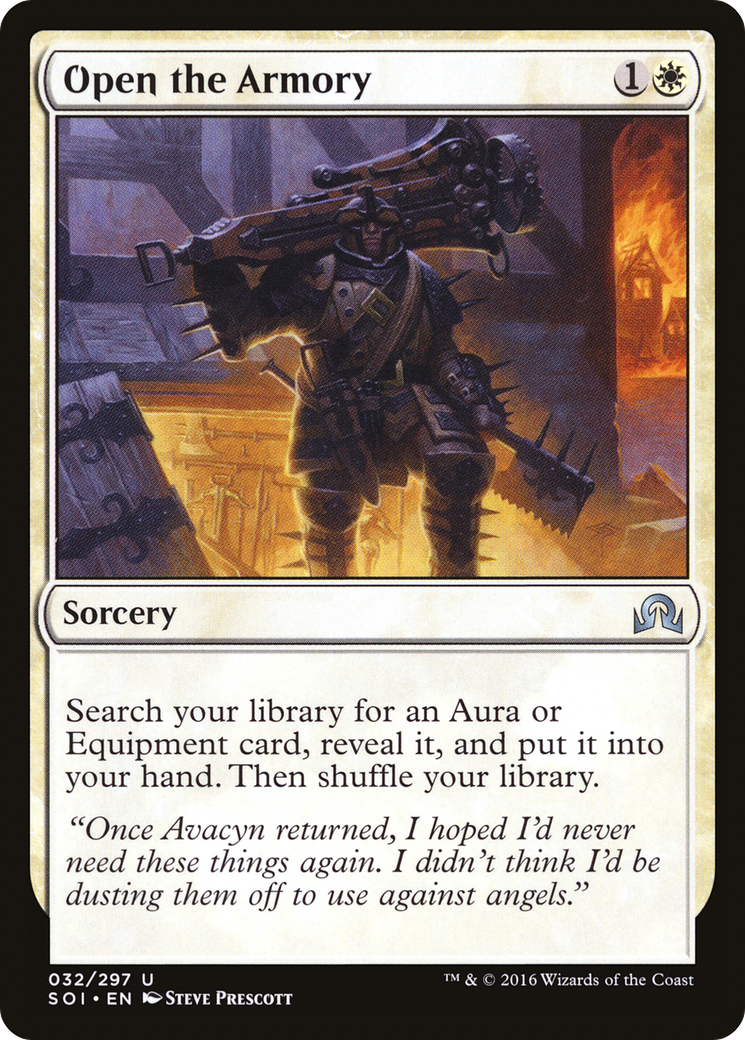 Open the Armory 1
Sorcery
Search your library for an Aura or
Equipment card, reveal it, and put it into
your hand. Then shuffle your library.
“Once Avacyn returned, I hoped I’d never
need these things again. I didn’t think I’d be
dusting them off to use against angels.”
032/297 U
SOI • EN Steve Prescott
™ & © 2016 Wizards of the Coast